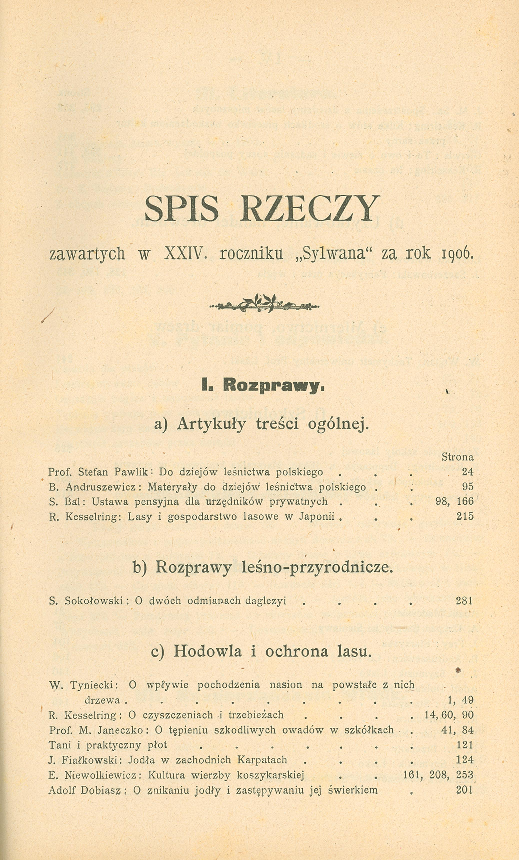 SPIS RZECZY
zawartych w XXIV. roczniku „Sylwana“ za rok 1906.
I. Rozprawy.
a) Artykuły treści ogólnej.
Strona
Prof. Stefan Pawlik: Do dziejów leśnictwa polskiego . . . 24
B. Andruszewicz: Materyały do dziejów leśnictwa polskiego . . . 95
S. Bal: Ustawa pensyjna dla urzędników prywatnych . . . 98, 166
R. Kesselring: Lasy i gospodarstwo lasowe w Japonii . . . 215
b) Rozprawy leśno-przyrodnicze.
S. Sokołowski: O dwóch odmianach daglezyi . . . . 281
c) Hodowla i ochrona lasu.
W. Tyniecki: O wpływie pochodzenia nasion na powstałe z nich
drzewa . . . . . . . . . . 1, 49
R. Kesselring: O czyszczeniach i trzebieżach . . . . 14, 60, 90
Prof. M. Janeczko: O tępieniu szkodliwych owadów w szkółkach . . 41, 84
Tani i praktyczny płot . . . . . . . 121
J. Fiałkowski: Jodła w zachodnich Karpatach . . . . 124
E. Niewolkiewicz: Kultura wierzby koszykarskiej . . 161, 208, 253
Adolf Dobiasz: O znikaniu jodły i zastępywaniu jej świerkiem . 201